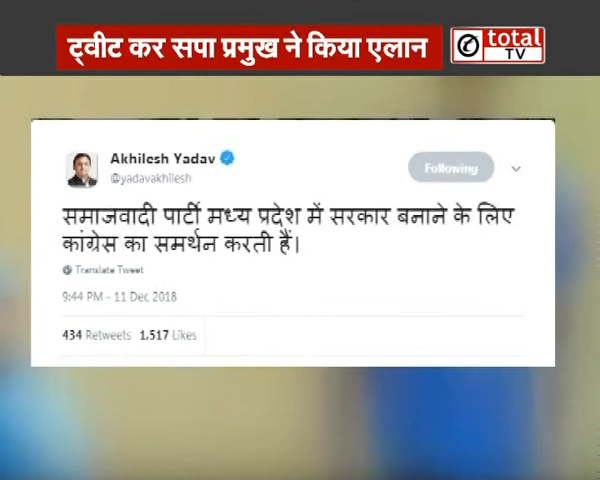 ट्वीट कर सपा प्रमुख ने किया एलान
total
TV
Akhilesh Yadav
@yadavakhilesh
Following
समाजवादी पार्टी मध्य प्रदेश में सरकार बनाने के लिए
कांग्रेस का समर्थन करती हैं।
Translate Tweet
9:44 PM - 11 Dec 2018
434 Retweets 1,517 Likes